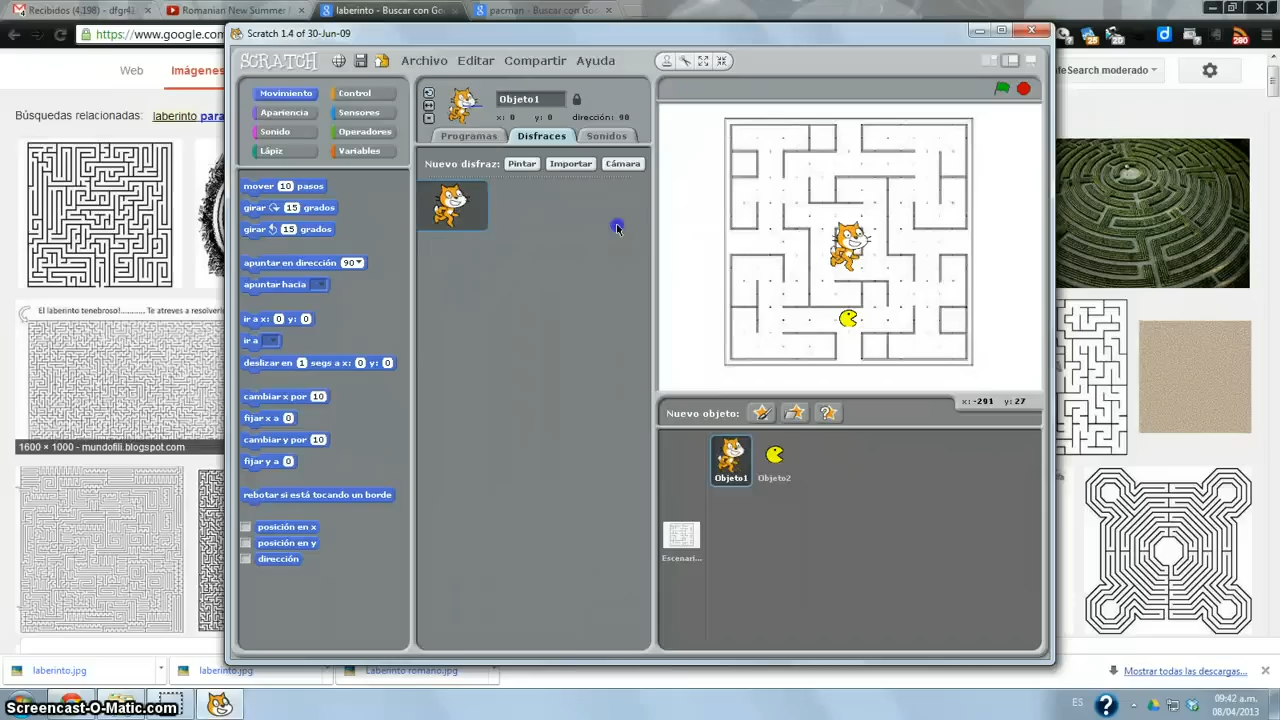 Recibidos (4.198) - dfgr4
Romanian New Summer
laberinto - Buscar con Go
pacman - Buscar con Go
https://www.google.com
Web
Imágenes
SafeSearch moderado
Búsquedas relacionadas: laberinto para
El laberinto tenebroso!........... Te atreves a resolverl
1600 × 1000 - mundofili.blogspot.com
Scratch 1.4 of 30-Jun-09
SCRATCH
Archivo Editar Compartir Ayuda
Movimiento Control
Apariencia Sensores
Sonido Operadores
Lápiz Variables
mover 10 pasos
girar 15 grados
girar 15 grados
apuntar en dirección 90
apuntar hacia
ir a x: 0 y: 0
ir a
deslizar en 1 segs a x: 0 y: 0
cambiar x por 10
fijar x a 0
cambiar y por 10
fijar y a 0
rebotar si está tocando un borde
posición en x
posición en y
dirección
Objeto1
x: 0 y: 0 dirección: 90
Programas Disfraces Sonidos
Nuevo disfraz: Pintar Importar Cámara
x: -291 y: 27
Nuevo objeto:
Objeto1 Objeto2
Escenari...
laberinto.jpg
laberinto.jpg
Laberinto romano.jpg
Mostrar todas las descargas...
Screencast-O-Matic.com
ES
09:42 a.m.
08/04/2013